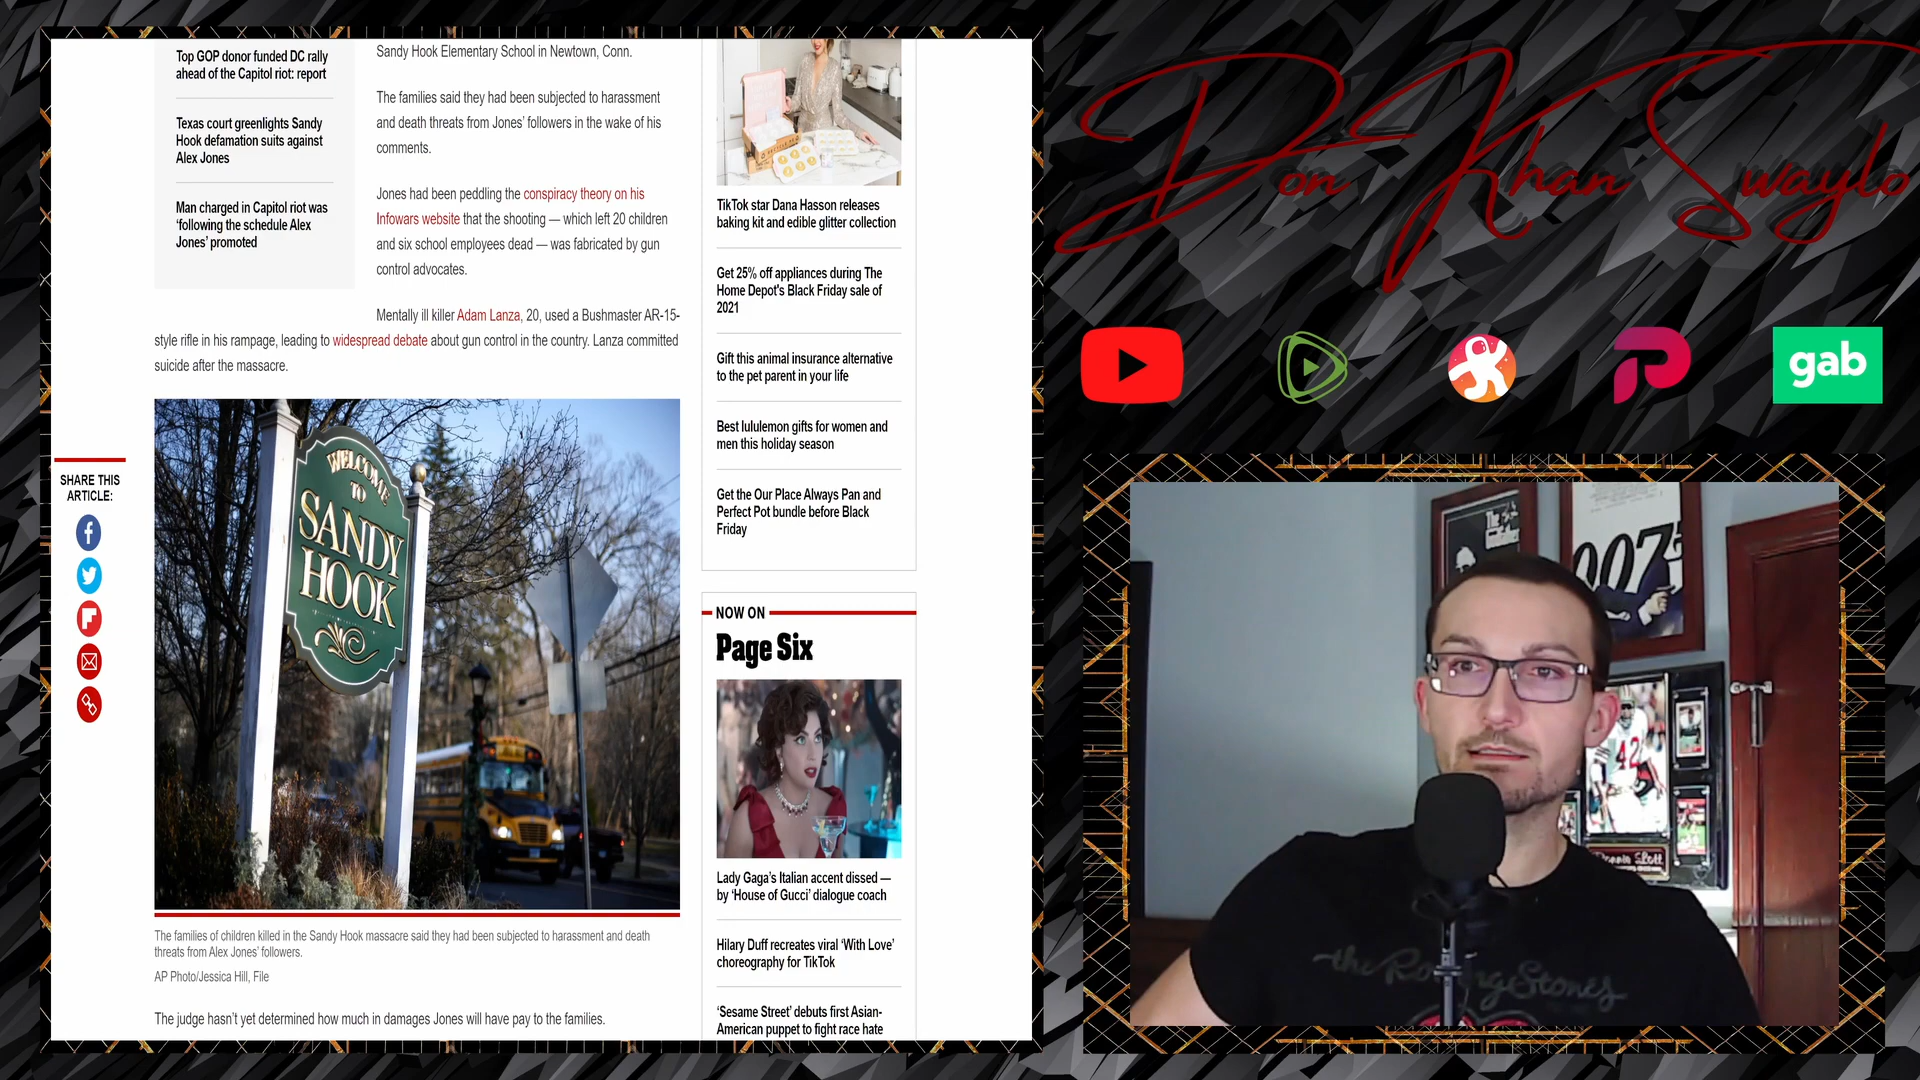 Top GOP donor funded DC rally
ahead of the Capitol riot: report
Texas court greenlights Sandy
Hook defamation suits against
Alex Jones
Man charged in Capitol riot was
‘following the schedule Alex
Jones’ promoted
Sandy Hook Elementary School in Newtown, Conn.
The families said they had been subjected to harassment
and death threats from Jones’ followers in the wake of his
comments.
Jones had been peddling the conspiracy theory on his
Infowars website that the shooting — which left 20 children
and six school employees dead — was fabricated by gun
control advocates.
Mentally ill killer Adam Lanza, 20, used a Bushmaster AR-15-
style rifle in his rampage, leading to widespread debate about gun control in the country. Lanza committed
suicide after the massacre.
SHARE THIS
ARTICLE:
WELCOME
TO
SANDY
HOOK
The families of children killed in the Sandy Hook massacre said they had been subjected to harassment and death
threats from Alex Jones’ followers.
AP Photo/Jessica Hill, File
The judge hasn’t yet determined how much in damages Jones will have pay to the families.
TikTok star Dana Hasson releases
baking kit and edible glitter collection
Get 25% off appliances during The
Home Depot's Black Friday sale of
2021
Gift this animal insurance alternative
to the pet parent in your life
Best lululemon gifts for women and
men this holiday season
Get the Our Place Always Pan and
Perfect Pot bundle before Black
Friday
NOW ON
Page Six
Lady Gaga’s Italian accent dissed —
by ‘House of Gucci’ dialogue coach
Hilary Duff recreates viral ‘With Love’
choreography for TikTok
‘Sesame Street’ debuts first Asian-
American puppet to fight race hate
Don Khan Swaylo
gab
The
007
42
Ronnie Lott
the Rolling Stones